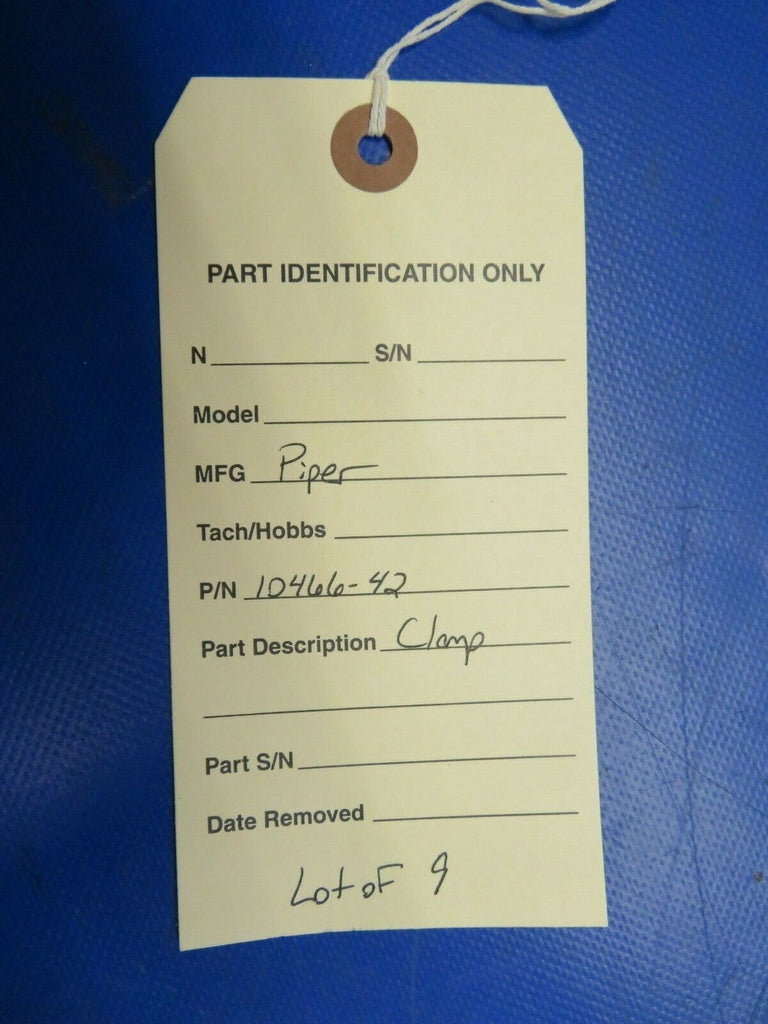 PART IDENTIFICATION ONLY
N S/N
Model
MFG Piper
Tach/Hobbs
P/N 10466-42
Part Description Clamp
Part S/N
Date Removed
Lot of 9